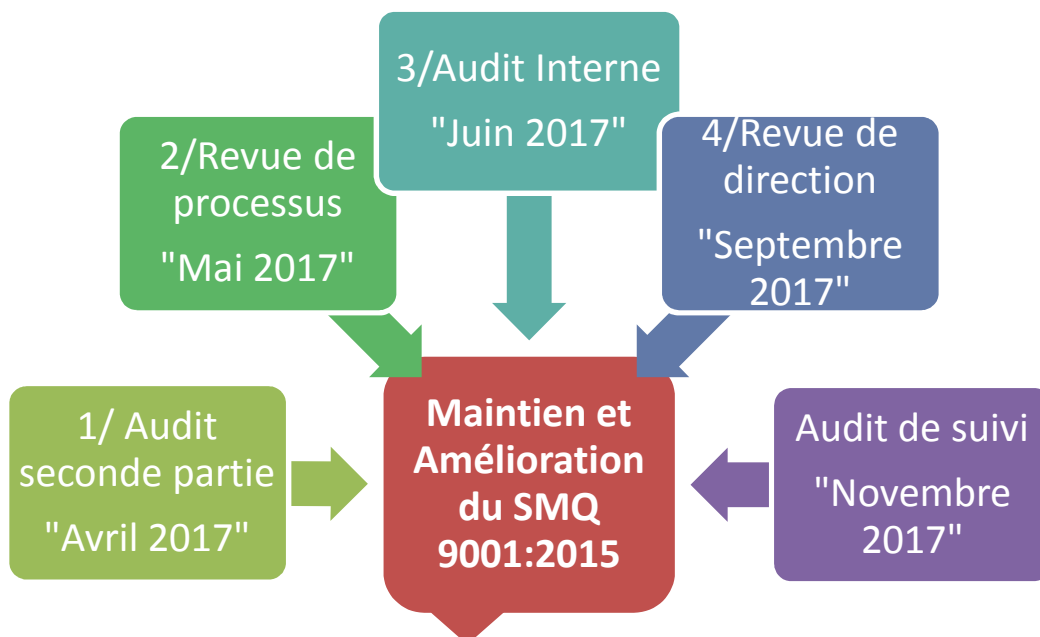 3/Audit Interne
"Juin 2017"
2/Revue de
processus
"Mai 2017"
4/Revue de
direction
"Septembre
2017"
1/ Audit
seconde partie
"Avril 2017"
Maintien et
Amélioration
du SMQ
9001:2015
Audit de suivi
"Novembre
2017"